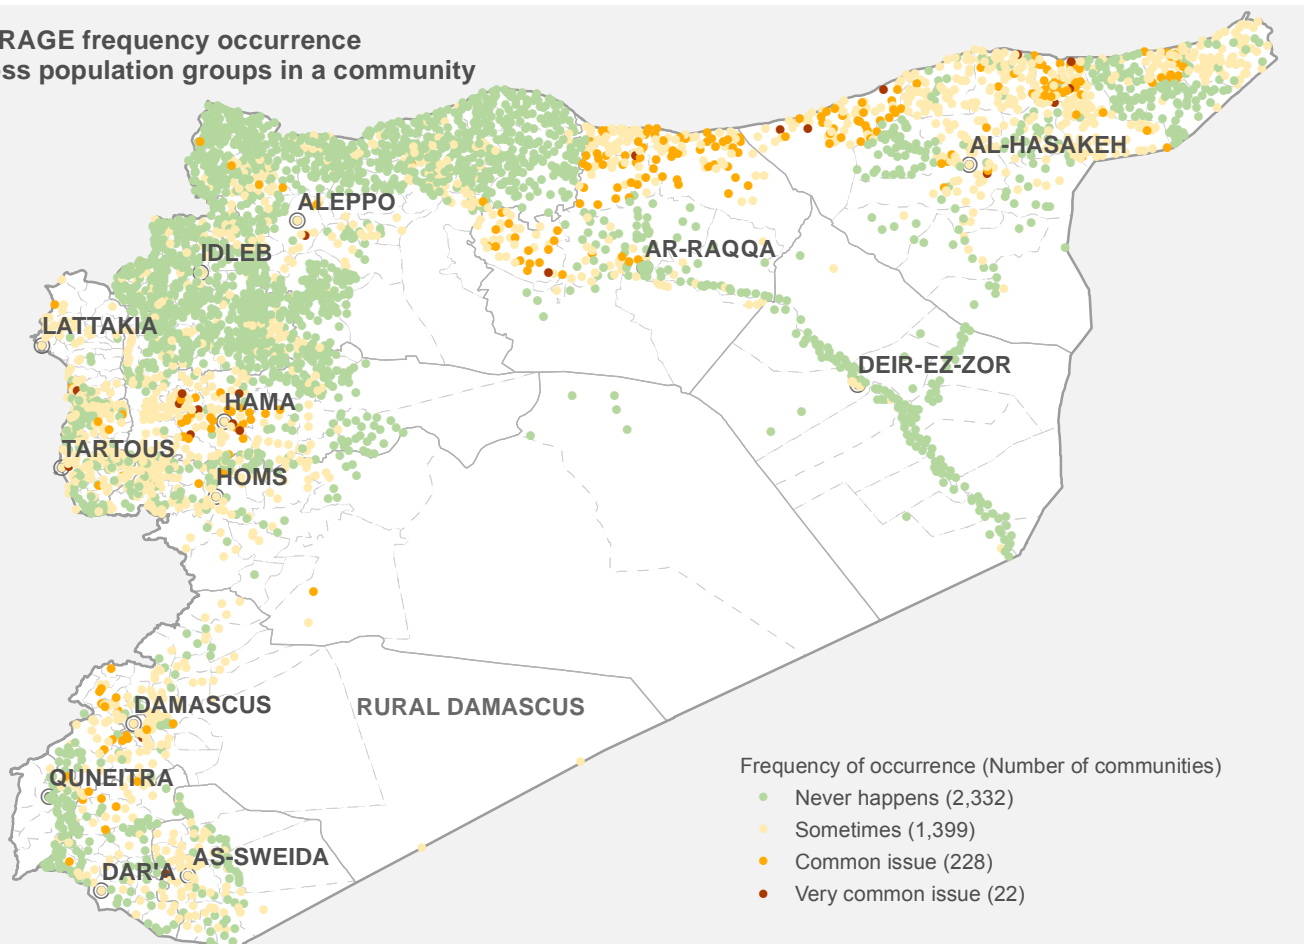 RAGE frequency occurrence
ss population groups in a community
AL-HASAKEH
ALEPPO
AR-RAQQA
IDLEB
LATTAKIA
DEIR-EZ-ZOR
HAMA
TARTOUS
HOMS
DAMASCUS
RURAL DAMASCUS
QUNEITRA
AS-SWEIDA
DAR'A
Frequency of occurrence (Number of communities)
Never happens (2,332)
Sometimes (1,399)
Common issue (228)
Very common issue (22)